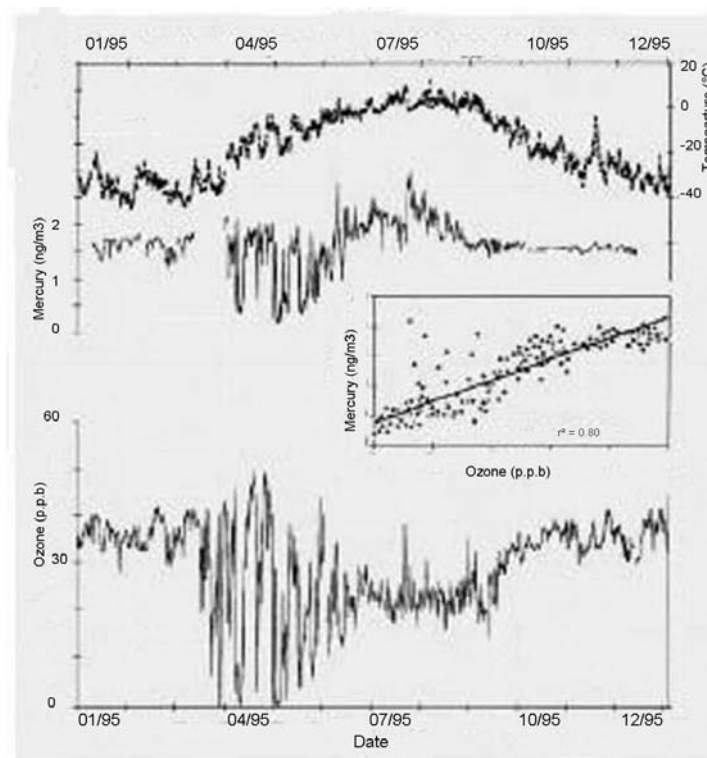 01/95 04/95 07/95 10/95 12/95
20
0
-20
-40
Tempearture (°C)
2
1
0
Mercury (ng/m3)
Mercury (ng/m3)
r² = 0.80
Ozone (p.p.b)
60
30
0
Ozone (p.p.b)
01/95 04/95 07/95 10/95 12/95
Date